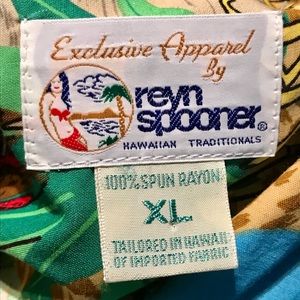 Exclusive Apparel
By
reyn
spooner®
HAWAIIAN TRADITIONALS
100% SPUN RAYON
XL
TAILORED IN HAWAII
OF IMPORTED FABRIC